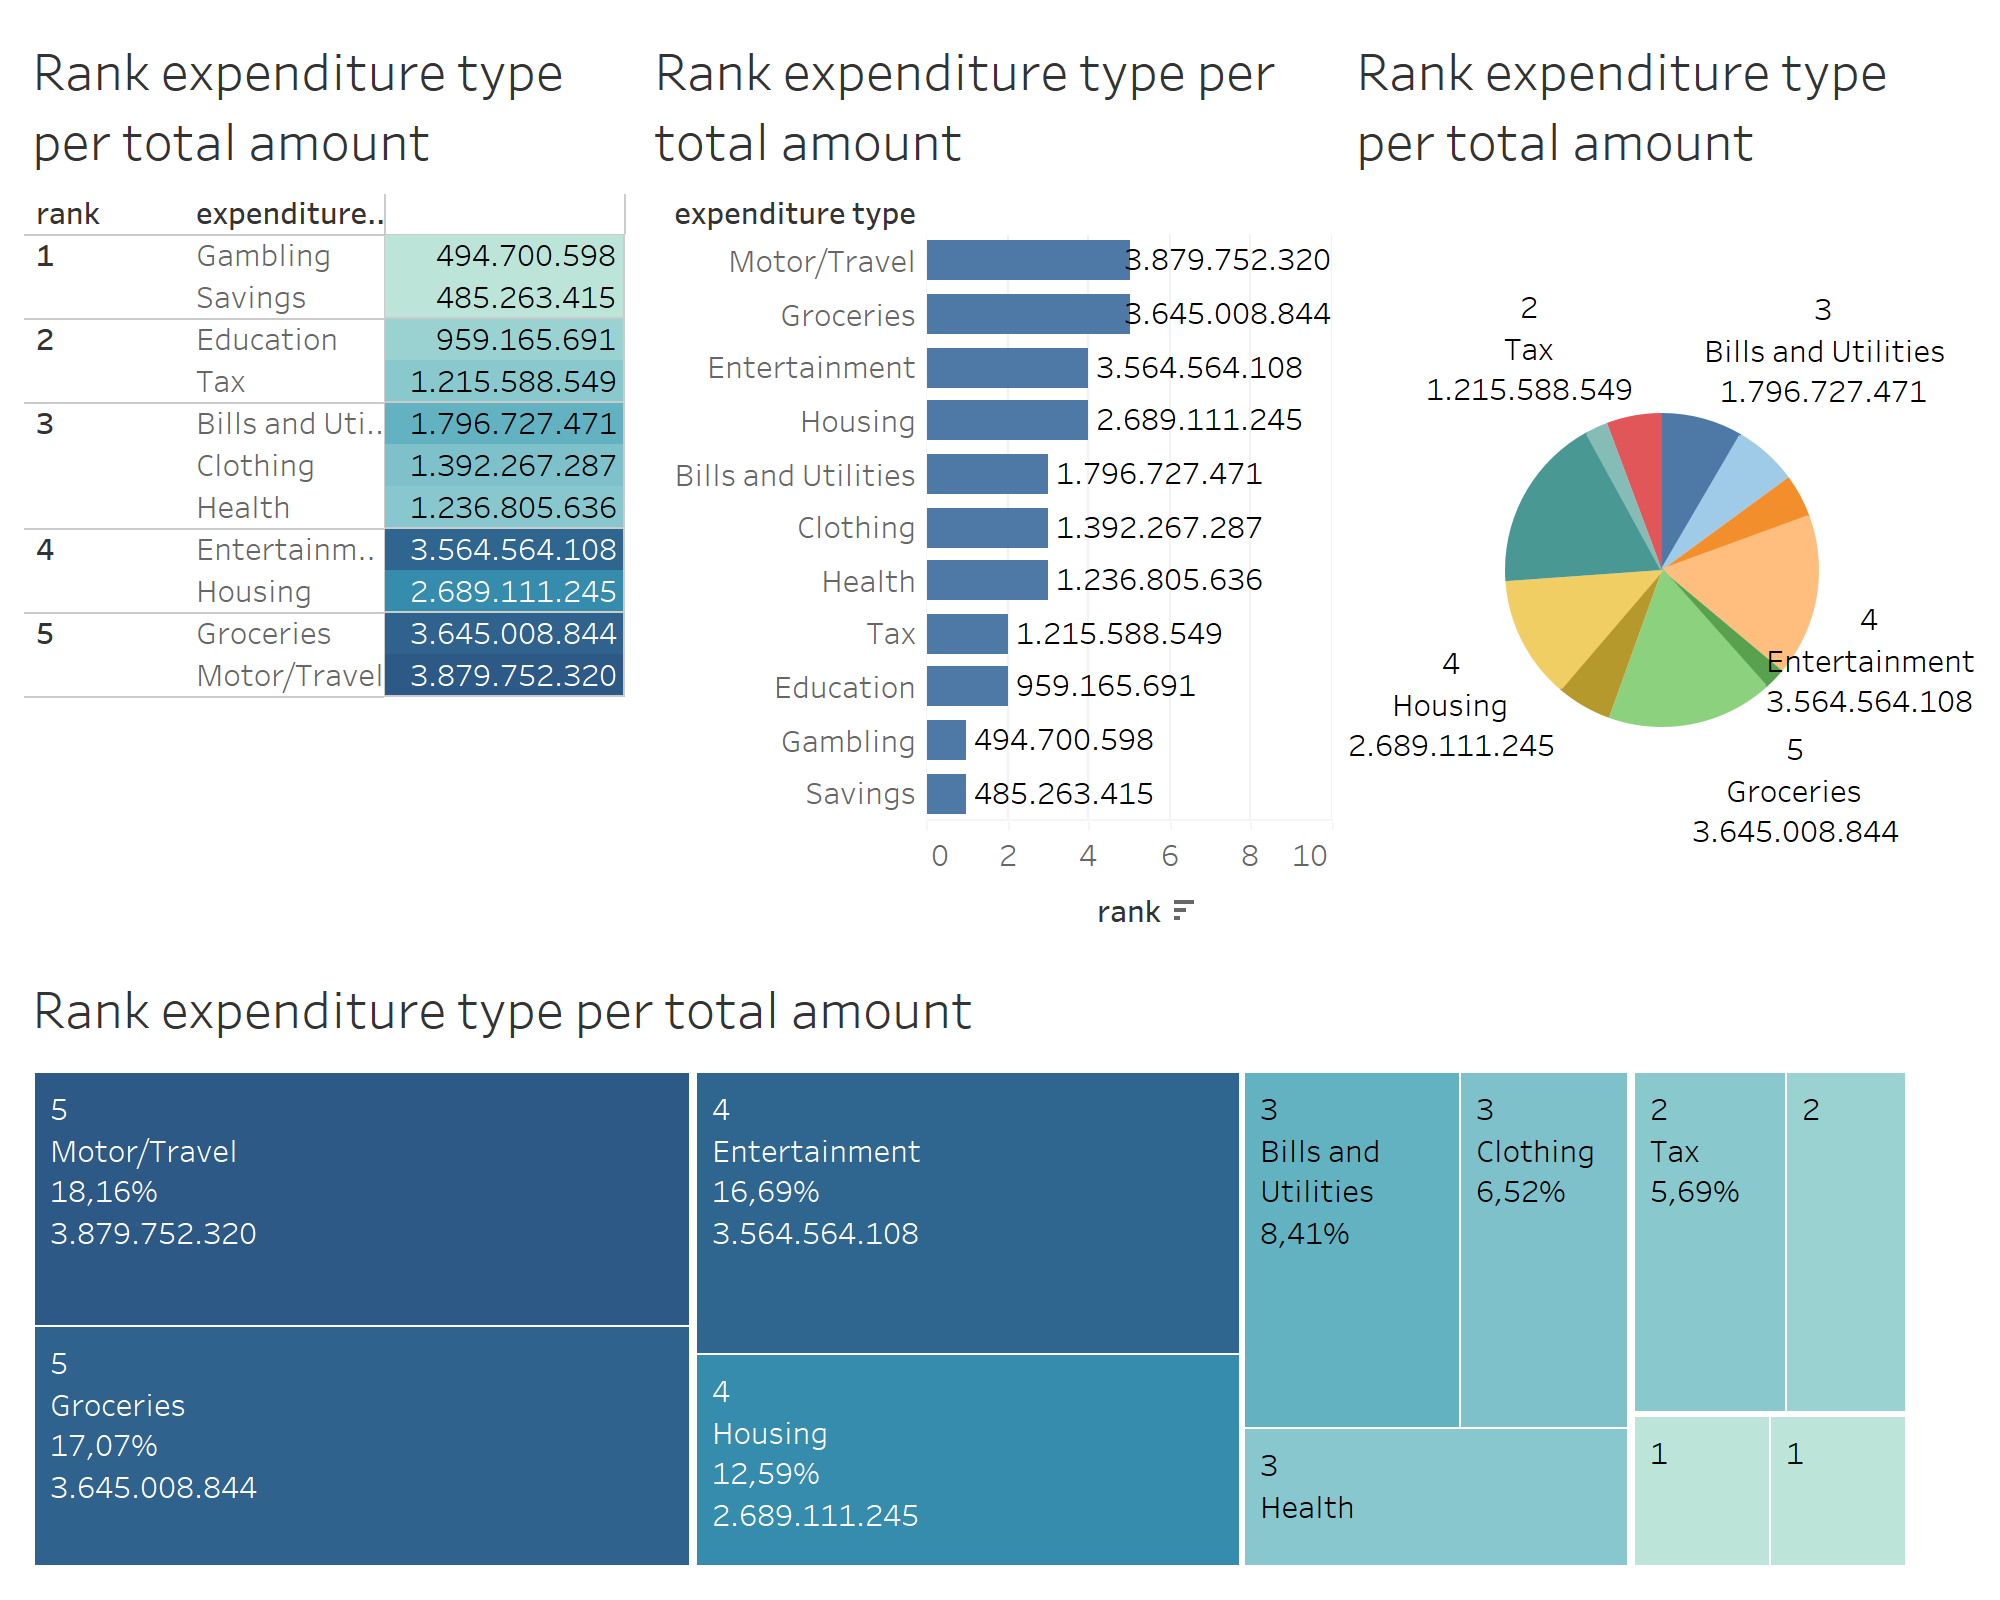 Rank expenditure type
per total amount
rank expenditure..
1 Gambling 494.700.598
Savings 485.263.415
2 Education 959.165.691
Tax 1.215.588.549
3 Bills and Uti.. 1.796.727.471
Clothing 1.392.267.287
Health 1.236.805.636
4 Entertainm.. 3.564.564.108
Housing 2.689.111.245
5 Groceries 3.645.008.844
Motor/Travel 3.879.752.320
Rank expenditure type per
total amount
expenditure type
Motor/Travel 3.879.752.320
Groceries 3.645.008.844
Entertainment 3.564.564.108
Housing 2.689.111.245
Bills and Utilities 1.796.727.471
Clothing 1.392.267.287
Health 1.236.805.636
Tax 1.215.588.549
Education 959.165.691
Gambling 494.700.598
Savings 485.263.415
0 2 4 6 8 10
rank
Rank expenditure type
per total amount
2
Tax
1.215.588.549
3
Bills and Utilities
1.796.727.471
4
Entertainment
3.564.564.108
4
Housing
2.689.111.245
5
Groceries
3.645.008.844
Rank expenditure type per total amount
5
Motor/Travel
18,16%
3.879.752.320
5
Groceries
17,07%
3.645.008.844
4
Entertainment
16,69%
3.564.564.108
4
Housing
12,59%
2.689.111.245
3
Bills and
Utilities
8,41%
3
Clothing
6,52%
3
Health
2
Tax
5,69%
2
1
1